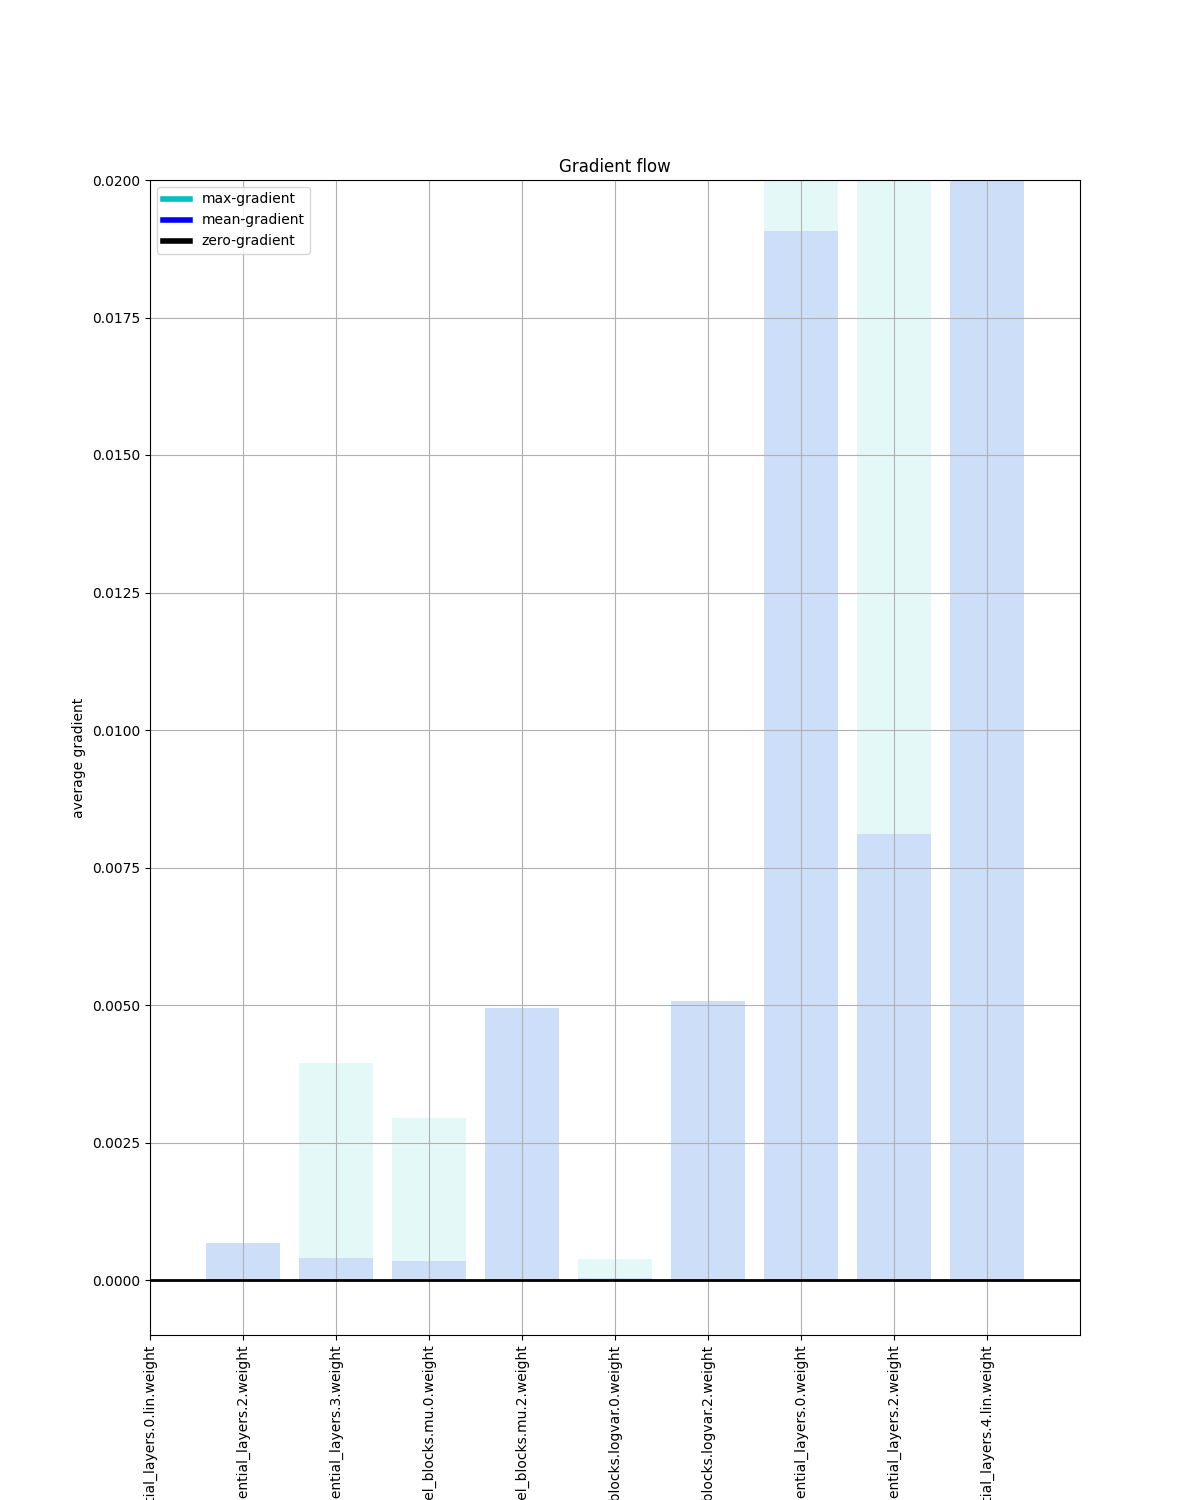 Gradient flow
max-gradient
mean-gradient
zero-gradient
0.0200
0.0175
0.0150
0.0125
0.0100
0.0075
0.0050
0.0025
0.0000
average gradient
tial_layers.0.lin.weight
ential_layers.2.weight
ential_layers.3.weight
el_blocks.mu.0.weight
el_blocks.mu.2.weight
blocks.logvar.0.weight
blocks.logvar.2.weight
ential_layers.0.weight
ential_layers.2.weight
tial_layers.4.lin.weight